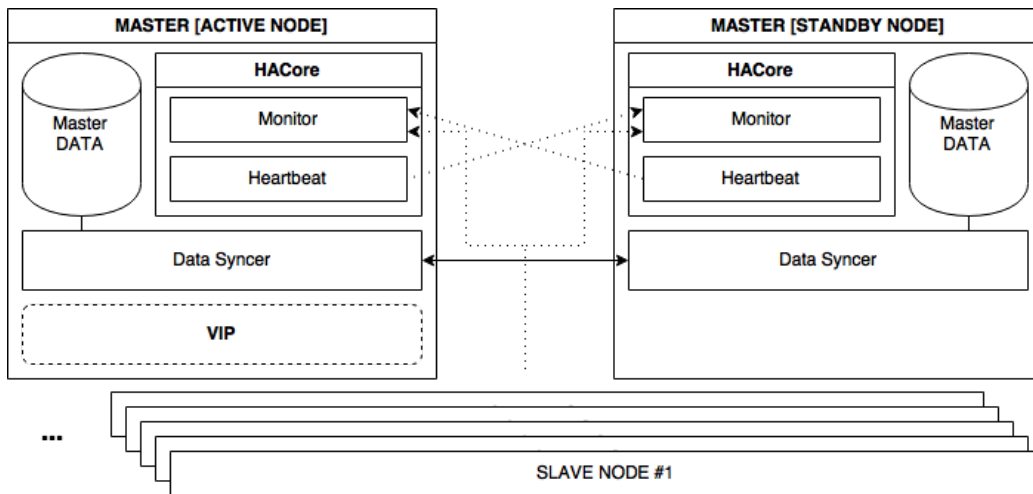 MASTER [ACTIVE NODE]
Master
DATA
HACore
Monitor
Heartbeat
Data Syncer
VIP
MASTER [STANDBY NODE]
HACore
Monitor
Heartbeat
Master
DATA
Data Syncer
...
SLAVE NODE #1